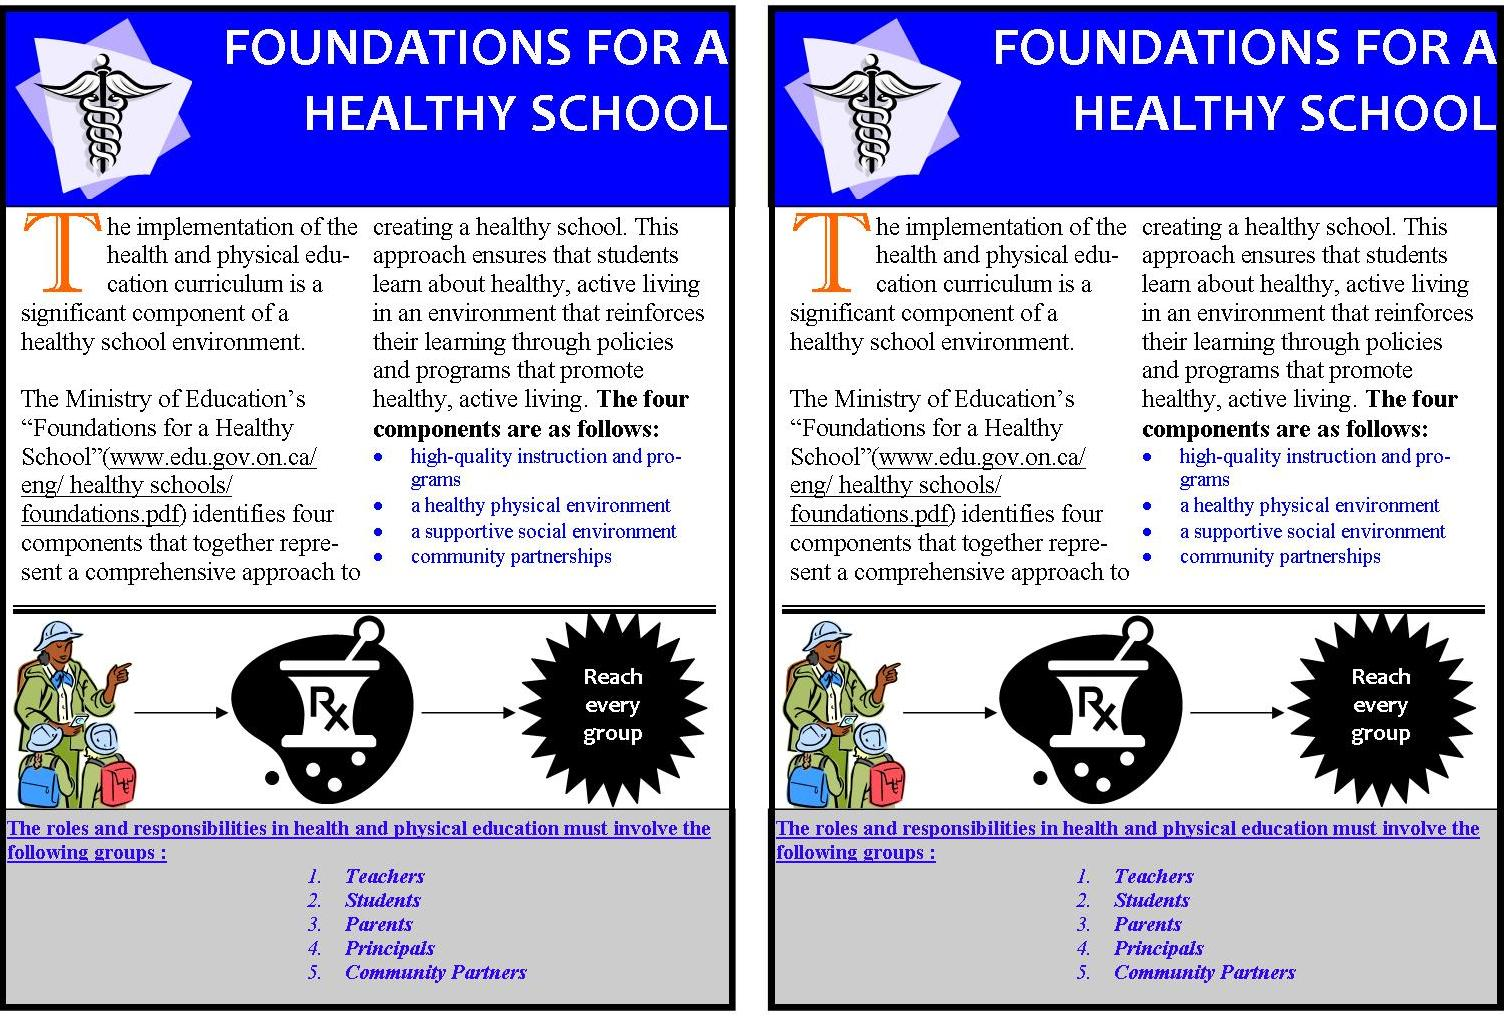 FOUNDATIONS FOR A
HEALTHY SCHOOL
The implementation of the
health and physical edu-
cation curriculum is a
significant component of a
healthy school environment.
The Ministry of Education’s
“Foundations for a Healthy
School”(www.edu.gov.on.ca/
eng/ healthy schools/
foundations.pdf) identifies four
components that together repre-
sent a comprehensive approach to
creating a healthy school. This
approach ensures that students
learn about healthy, active living
in an environment that reinforces
their learning through policies
and programs that promote
healthy, active living. The four
components are as follows:
• high-quality instruction and pro-
grams
• a healthy physical environment
• a supportive social environment
• community partnerships
Rx
Reach
every
group
The roles and responsibilities in health and physical education must involve the
following groups :
1. Teachers
2. Students
3. Parents
4. Principals
5. Community Partners
FOUNDATIONS FOR A
HEALTHY SCHOOL
The implementation of the
health and physical edu-
cation curriculum is a
significant component of a
healthy school environment.
The Ministry of Education’s
“Foundations for a Healthy
School”(www.edu.gov.on.ca/
eng/ healthy schools/
foundations.pdf) identifies four
components that together repre-
sent a comprehensive approach to
creating a healthy school. This
approach ensures that students
learn about healthy, active living
in an environment that reinforces
their learning through policies
and programs that promote
healthy, active living. The four
components are as follows:
• high-quality instruction and pro-
grams
• a healthy physical environment
• a supportive social environment
• community partnerships
Rx
Reach
every
group
The roles and responsibilities in health and physical education must involve the
following groups :
1. Teachers
2. Students
3. Parents
4. Principals
5. Community Partners